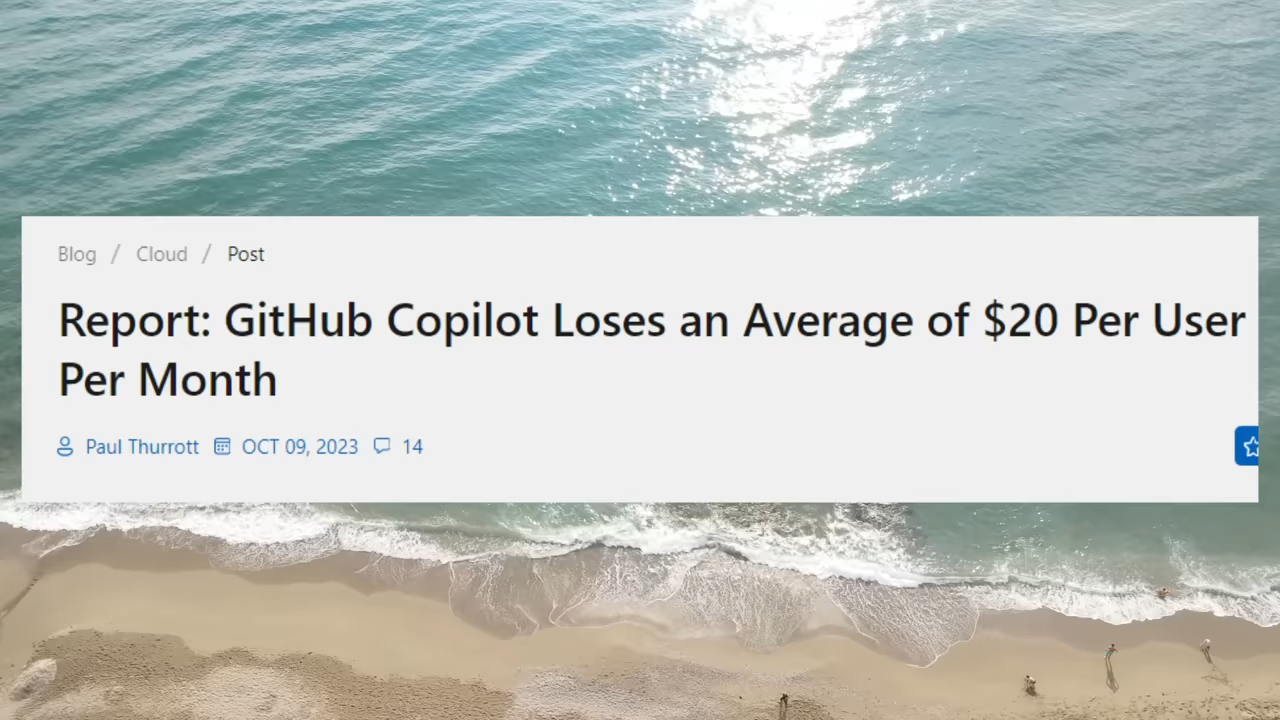 Blog / Cloud / Post
Report: GitHub Copilot Loses an Average of $20 Per User
Per Month
Paul Thurrott OCT 09, 2023 14